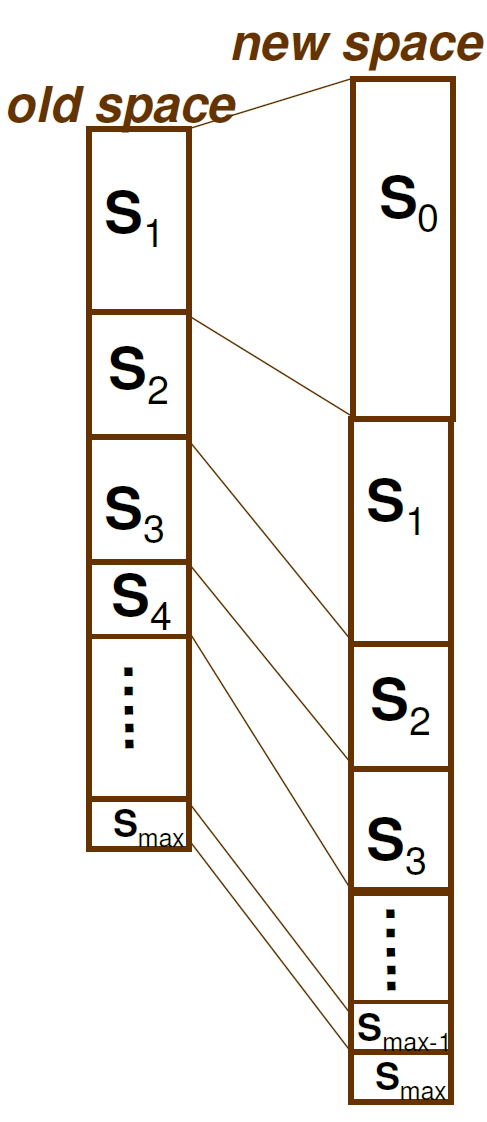 new space
old space
S0
S1
S2
S3
S4
⋮
Smax
S1
S2
S3
⋮
Smax-1
Smax